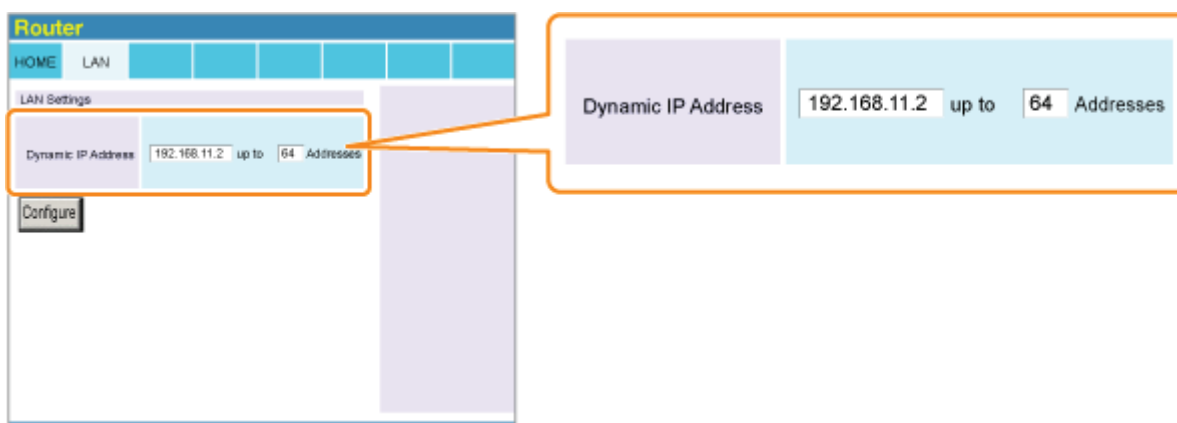 Router
HOME LAN
LAN Settings
Dynamic IP Address 192.168.11.2 up to 64 Addresses
Configure
Dynamic IP Address 192.168.11.2 up to 64 Addresses